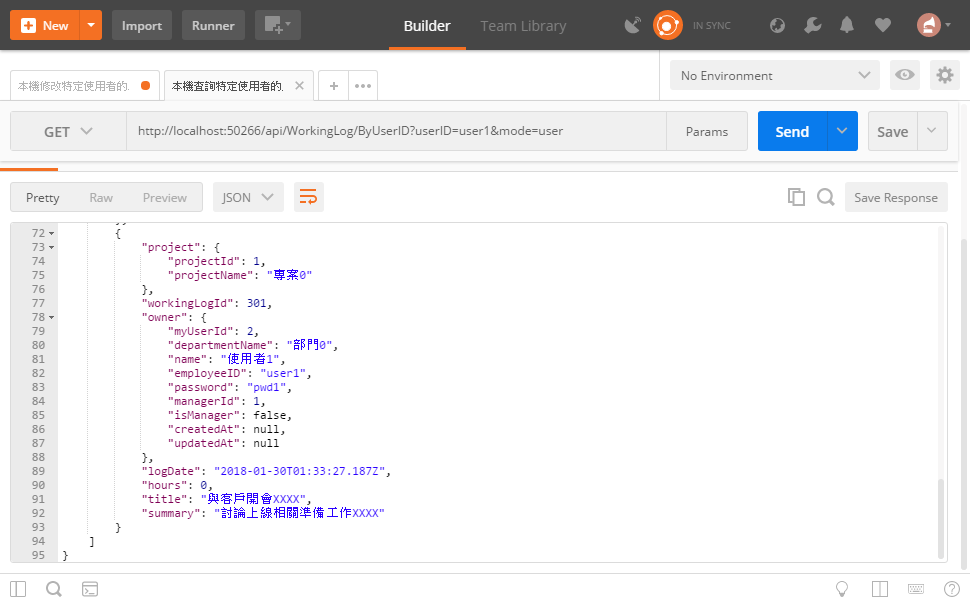 New Import Runner Builder Team Library IN SYNC
本機修改特定使用者的. 本機查詢特定使用者的. No Environment
GET http://localhost:50266/api/WorkingLog/ByUserID?userID=user1&mode=user Params Send Save
Pretty Raw Preview JSON Save Response
72 {
73 "project": {
74 "projectId": 1,
75 "projectName": "專案0"
76 },
77 "workingLogId": 301,
78 "owner": {
79 "myUserId": 2,
80 "departmentName": "部門0",
81 "name": "使用者1",
82 "employeeID": "user1",
83 "password": "pwd1",
84 "managerId": 1,
85 "isManager": false,
86 "createdAt": null,
87 "updatedAt": null
88 },
89 "logDate": "2018-01-30T01:33:27.187Z",
90 "hours": 0,
91 "title": "與客戶開會XXXX",
92 "summary": "討論上線相關準備工作XXXX"
93 }
94 ]
95 }